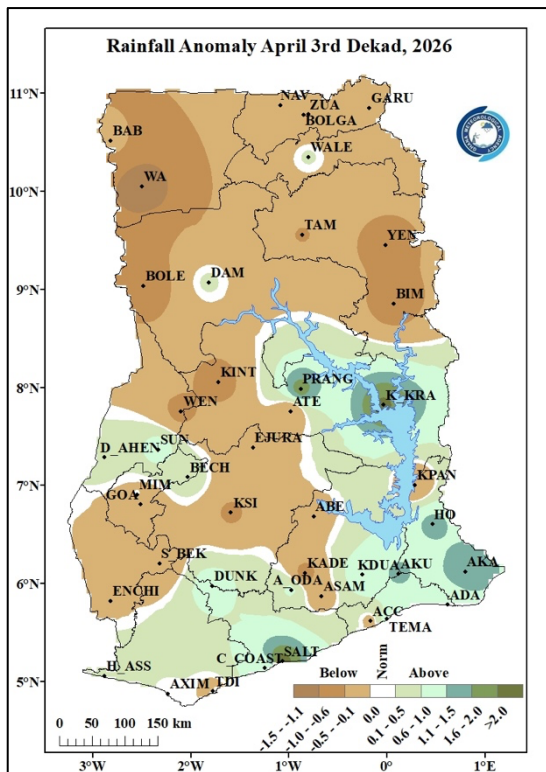 Rainfall Anomaly April 3rd Dekad, 2026
11°N
10°N
9°N
8°N
7°N
6°N
5°N
NAV
ZUA
GARU
BOLGA
BAB
WALE
WA
TAM
YEN
BOLE
DAM
BIM
KINT
PRANG
K_KRA
WEN
ATE
SUN
EJURA
D_AHEN
BECH
KPAN
MIM
GOA
KSI
ABE
HO
S_BEK
KADE
KDUA
AKU
AKA
DUNK
A_ODA
ENCHI
ASAM
ADA
ACC
TEMA
SALT
C_COAST
H_ASS
AXIM
TDI
Below Norm Above
-1.5 - -1.1
-1.0 - -0.6
-0.5 - -0.1
0.0
0.1 - 0.5
0.6 - 1.0
1.1 - 1.5
1.6 - 2.0
>2.0
0 50 100 150 km
3°W 2°W 1°W 0° 1°E